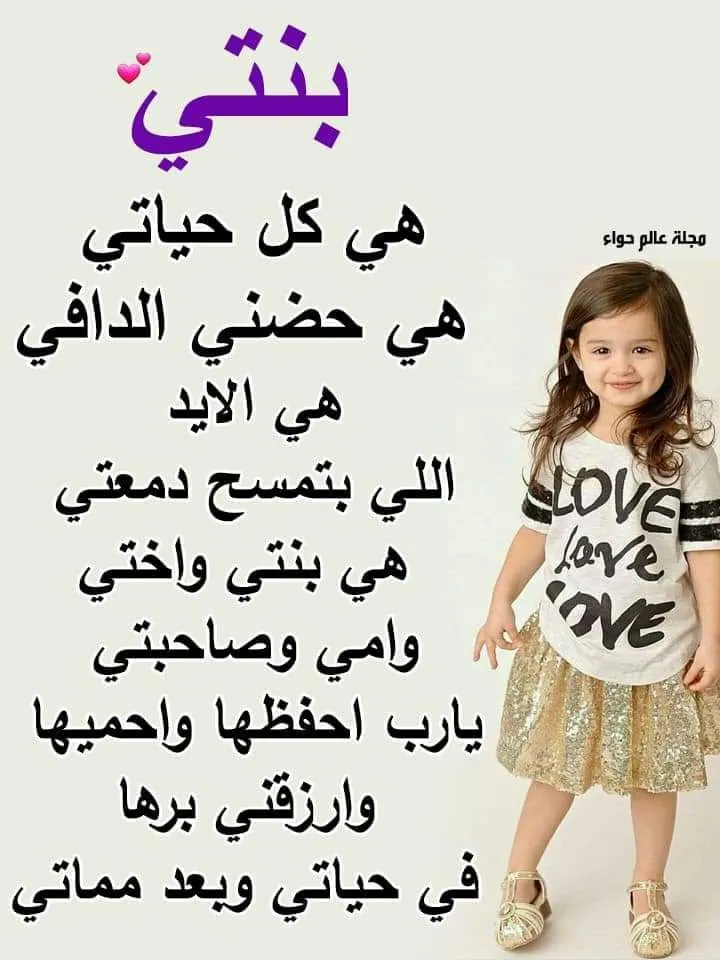 بنتي
هي كل حياتي
مجلة عالم حواء
هي حضني الدافي
هي الايد
اللي بتمسح دمعتي
هي بنتي واختي
وامي وصاحبتي
يارب احفظها واحميها
وارزقني برها
في حياتي وبعد مماتي
LOVE
Love
OVE